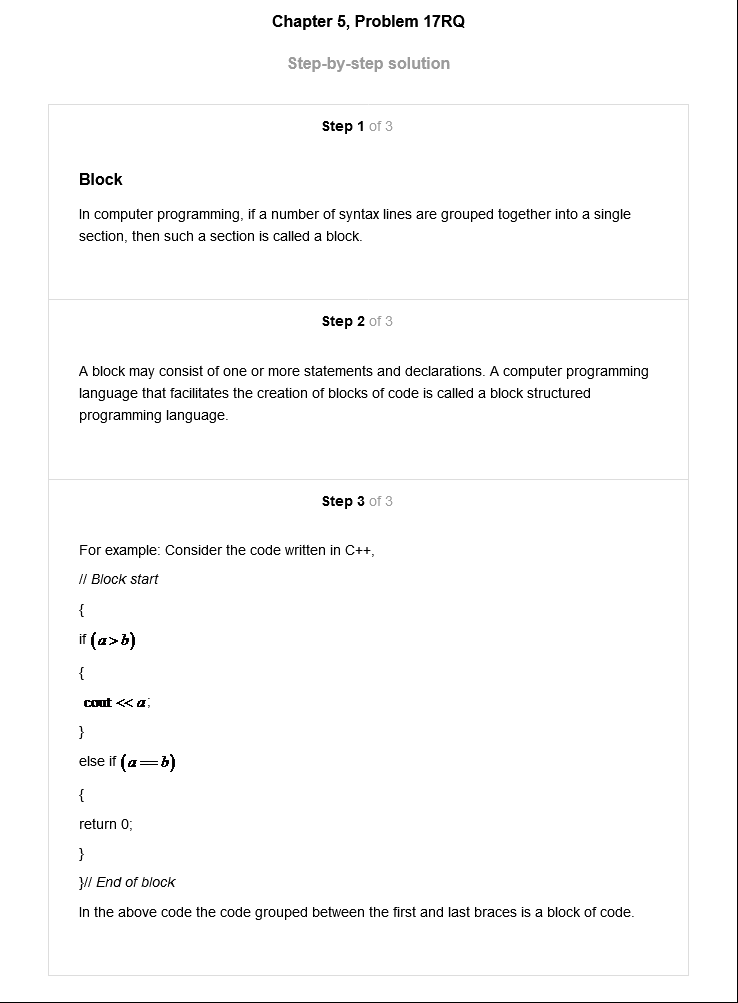 Chapter 5, Problem 17RQ
Step-by-step solution
Step 1 of 3
Block
In computer programming, if a number of syntax lines are grouped together into a single
section, then such a section is called a block.
Step 2 of 3
A block may consist of one or more statements and declarations. A computer programming
language that facilitates the creation of blocks of code is called a block structured
programming language.
Step 3 of 3
For example: Consider the code written in C++,
// Block start
{
if (a>b)
{
cout << a;
}
else if (a==b)
{
return 0;
}
}// End of block
In the above code the code grouped between the first and last braces is a block of code.